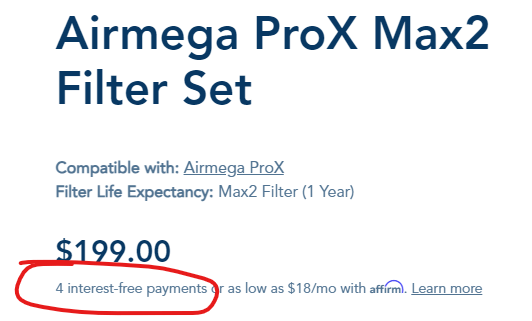 Airmega ProX Max2
Filter Set
Compatible with: Airmega ProX
Filter Life Expectancy: Max2 Filter (1 Year)
$199.00
4 interest-free payments or as low as $18/mo with affirm. Learn more